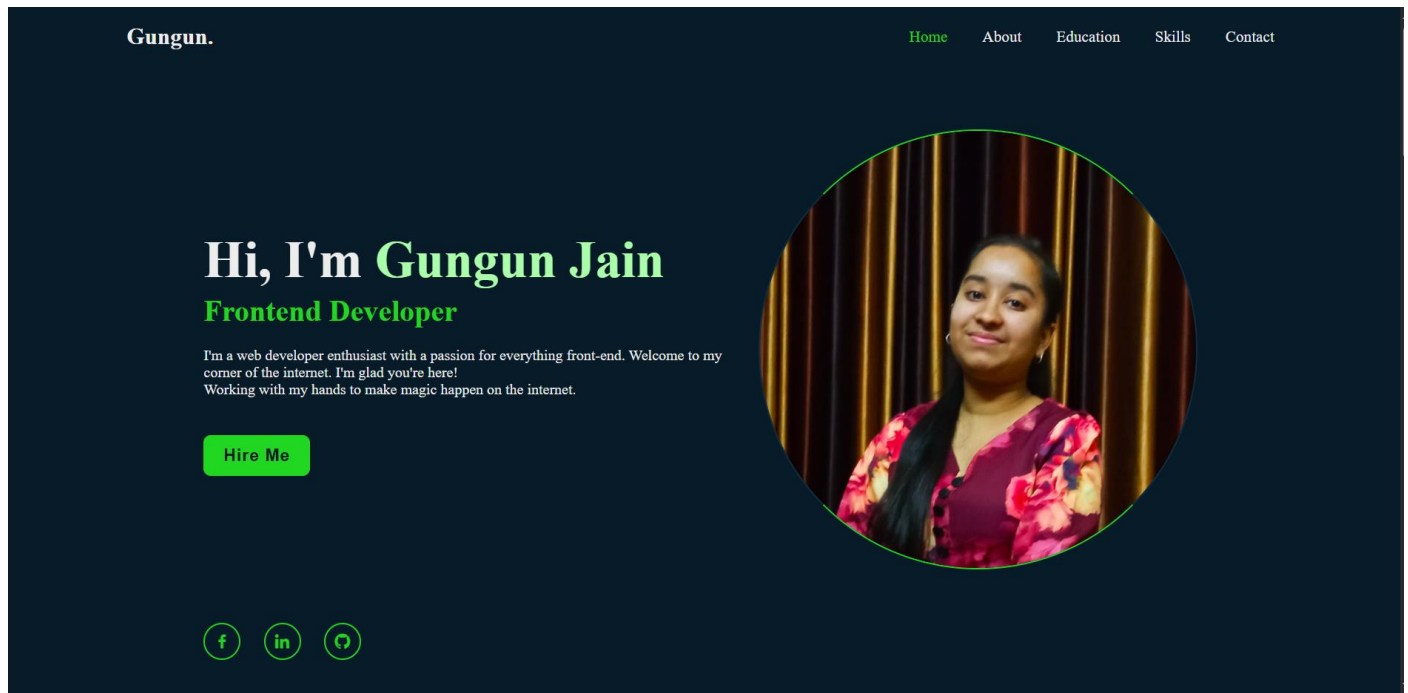 Gungun.
Home About Education Skills Contact
Hi, I'm Gungun Jain
Frontend Developer
I'm a web developer enthusiast with a passion for everything front-end. Welcome to my
corner of the internet. I'm glad you're here!
Working with my hands to make magic happen on the internet.
Hire Me
f in